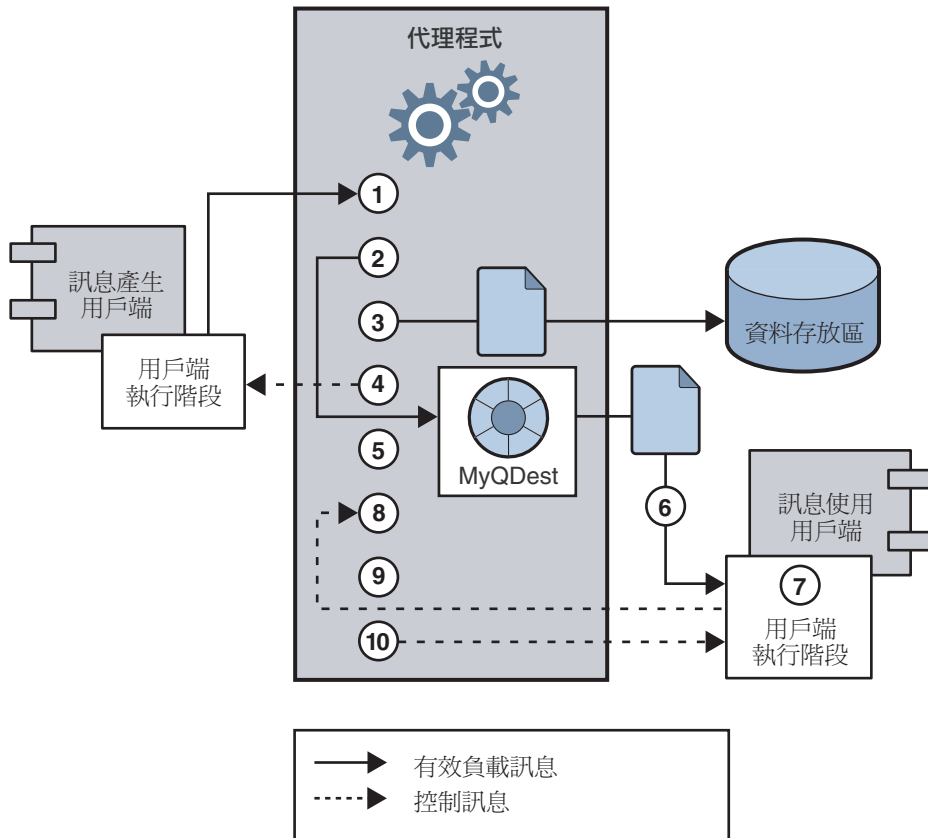 代理程式
1
訊息產生
用戶端
2
3
資料存放區
用戶端
執行階段
4
5
MyQDest
6
訊息使用
用戶端
8
9
7
用戶端
執行階段
10
有效負載訊息
控制訊息